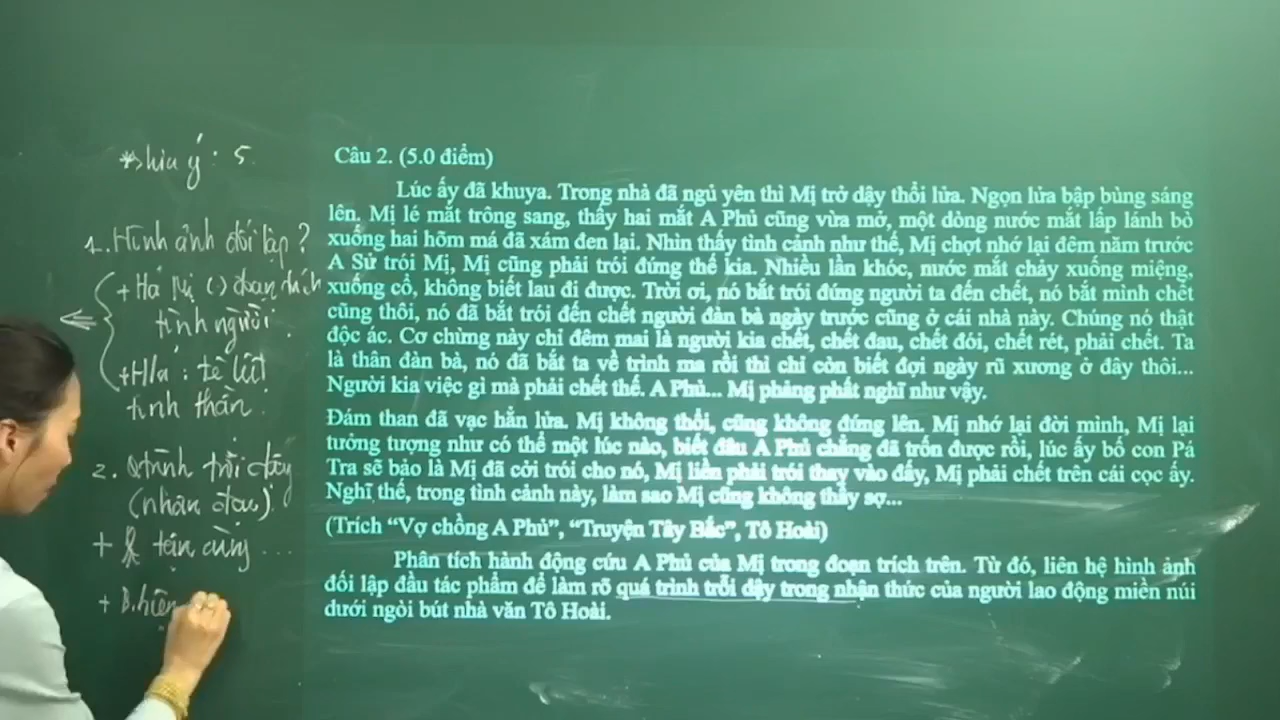 chia ý : 5.
1. Hình ảnh đối lập ?
+ Há Mị
tình người.
+ H/á : tê liệt
tinh thần.
2. Qtrình trỗi dậy
(nhân đạo).
+ tận cùng ...
+ B.hiện
Câu 2. (5.0 điểm)
Lúc ấy đã khuya. Trong nhà đã ngủ yên thì Mị trở dậy thổi lửa. Ngọn lửa bập bùng sáng
lên. Mị lé mắt trông sang, thấy hai mắt A Phủ cũng vừa mở, một dòng nước mắt lấp lánh bò
xuống hai hõm má đã xám đen lại. Nhìn thấy tình cảnh như thế, Mị chợt nhớ lại đêm năm trước
A Sử trói Mị, Mị cũng phải trói đứng thế kia. Nhiều lần khóc, nước mắt chảy xuống miệng,
xuống cổ, không biết lau đi được. Trời ơi, nó bắt trói đứng người ta đến chết, nó bắt mình chết
cũng thôi, nó đã bắt trói đến chết người đàn bà ngày trước cũng ở cái nhà này. Chúng nó thật
độc ác. Cơ chừng này chỉ đêm mai là người kia chết, chết đau, chết đói, chết rét, phải chết. Ta
là thân đàn bà, nó đã bắt ta về trình ma rồi thì chỉ còn biết đợi ngày rũ xương ở đây thôi...
Người kia việc gì mà phải chết thế. A Phủ... Mị phảng phất nghĩ như vậy.
Đám than đã vạc hẳn lửa. Mị không thổi, cũng không đứng lên. Mị nhớ lại đời mình, Mị lại
tưởng tượng như có thể một lúc nào, biết đâu A Phủ chẳng đã trốn được rồi, lúc ấy bố con Pá
Tra sẽ bảo là Mị đã cởi trói cho nó, Mị liền phải trói thay vào đấy, Mị phải chết trên cái cọc ấy.
Nghĩ thế, trong tình cảnh này, làm sao Mị cũng không thấy sợ...
(Trích “Vợ chồng A Phủ”, “Truyện Tây Bắc”, Tô Hoài)
Phân tích hành động cứu A Phủ của Mị trong đoạn trích trên. Từ đó, liên hệ hình ảnh
đối lập đầu tác phẩm để làm rõ quá trình trỗi dậy trong nhận thức của người lao động miền núi
dưới ngòi bút nhà văn Tô Hoài.